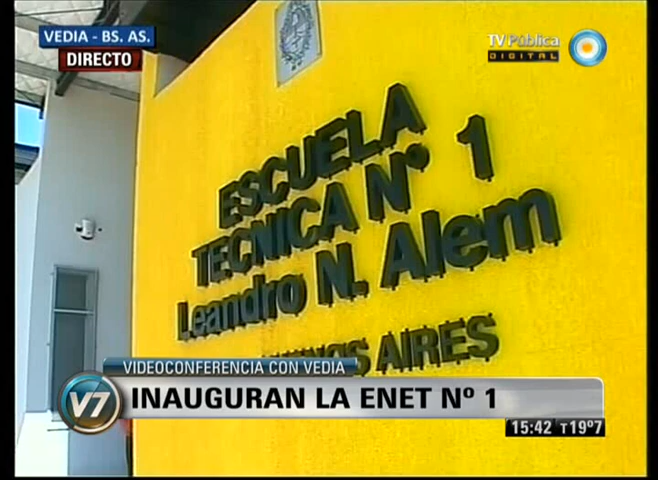 VEDIA - BS. AS.
DIRECTO
TV Pública
DIGITAL
ESCUELA
TECNICA Nº 1
Leandro N. Alem
AIRES
VIDEOCONFERENCIA CON VEDIA
V7
INAUGURAN LA ENET Nº 1
15:42 T19º7